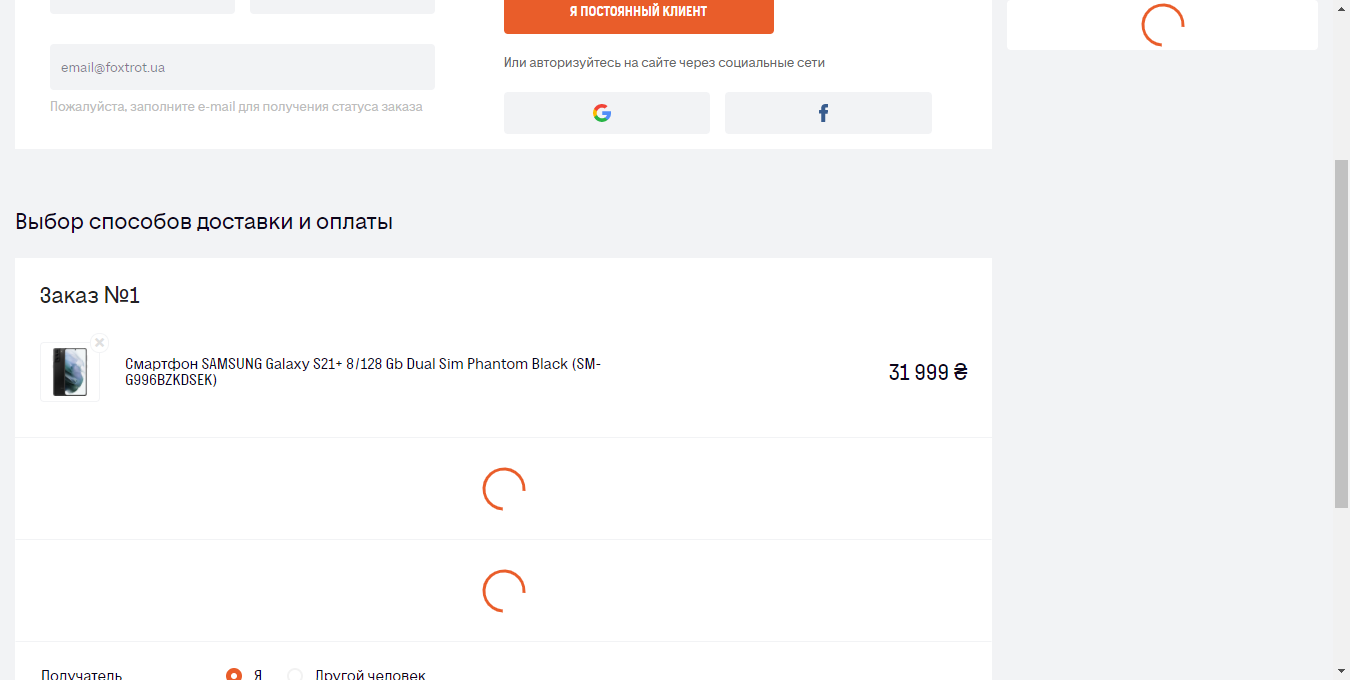 Я ПОСТОЯННЫЙ КЛИЕНТ
email@foxtrot.ua
Пожалуйста, заполните e-mail для получения статуса заказа
Или авторизуйтесь на сайте через социальные сети
Выбор способов доставки и оплаты
Заказ №1
Смартфон SAMSUNG Galaxy S21+ 8/128 Gb Dual Sim Phantom Black (SM-
G996BZKDSEK)
31 999 ₴
Получатель
Я
Другой человек